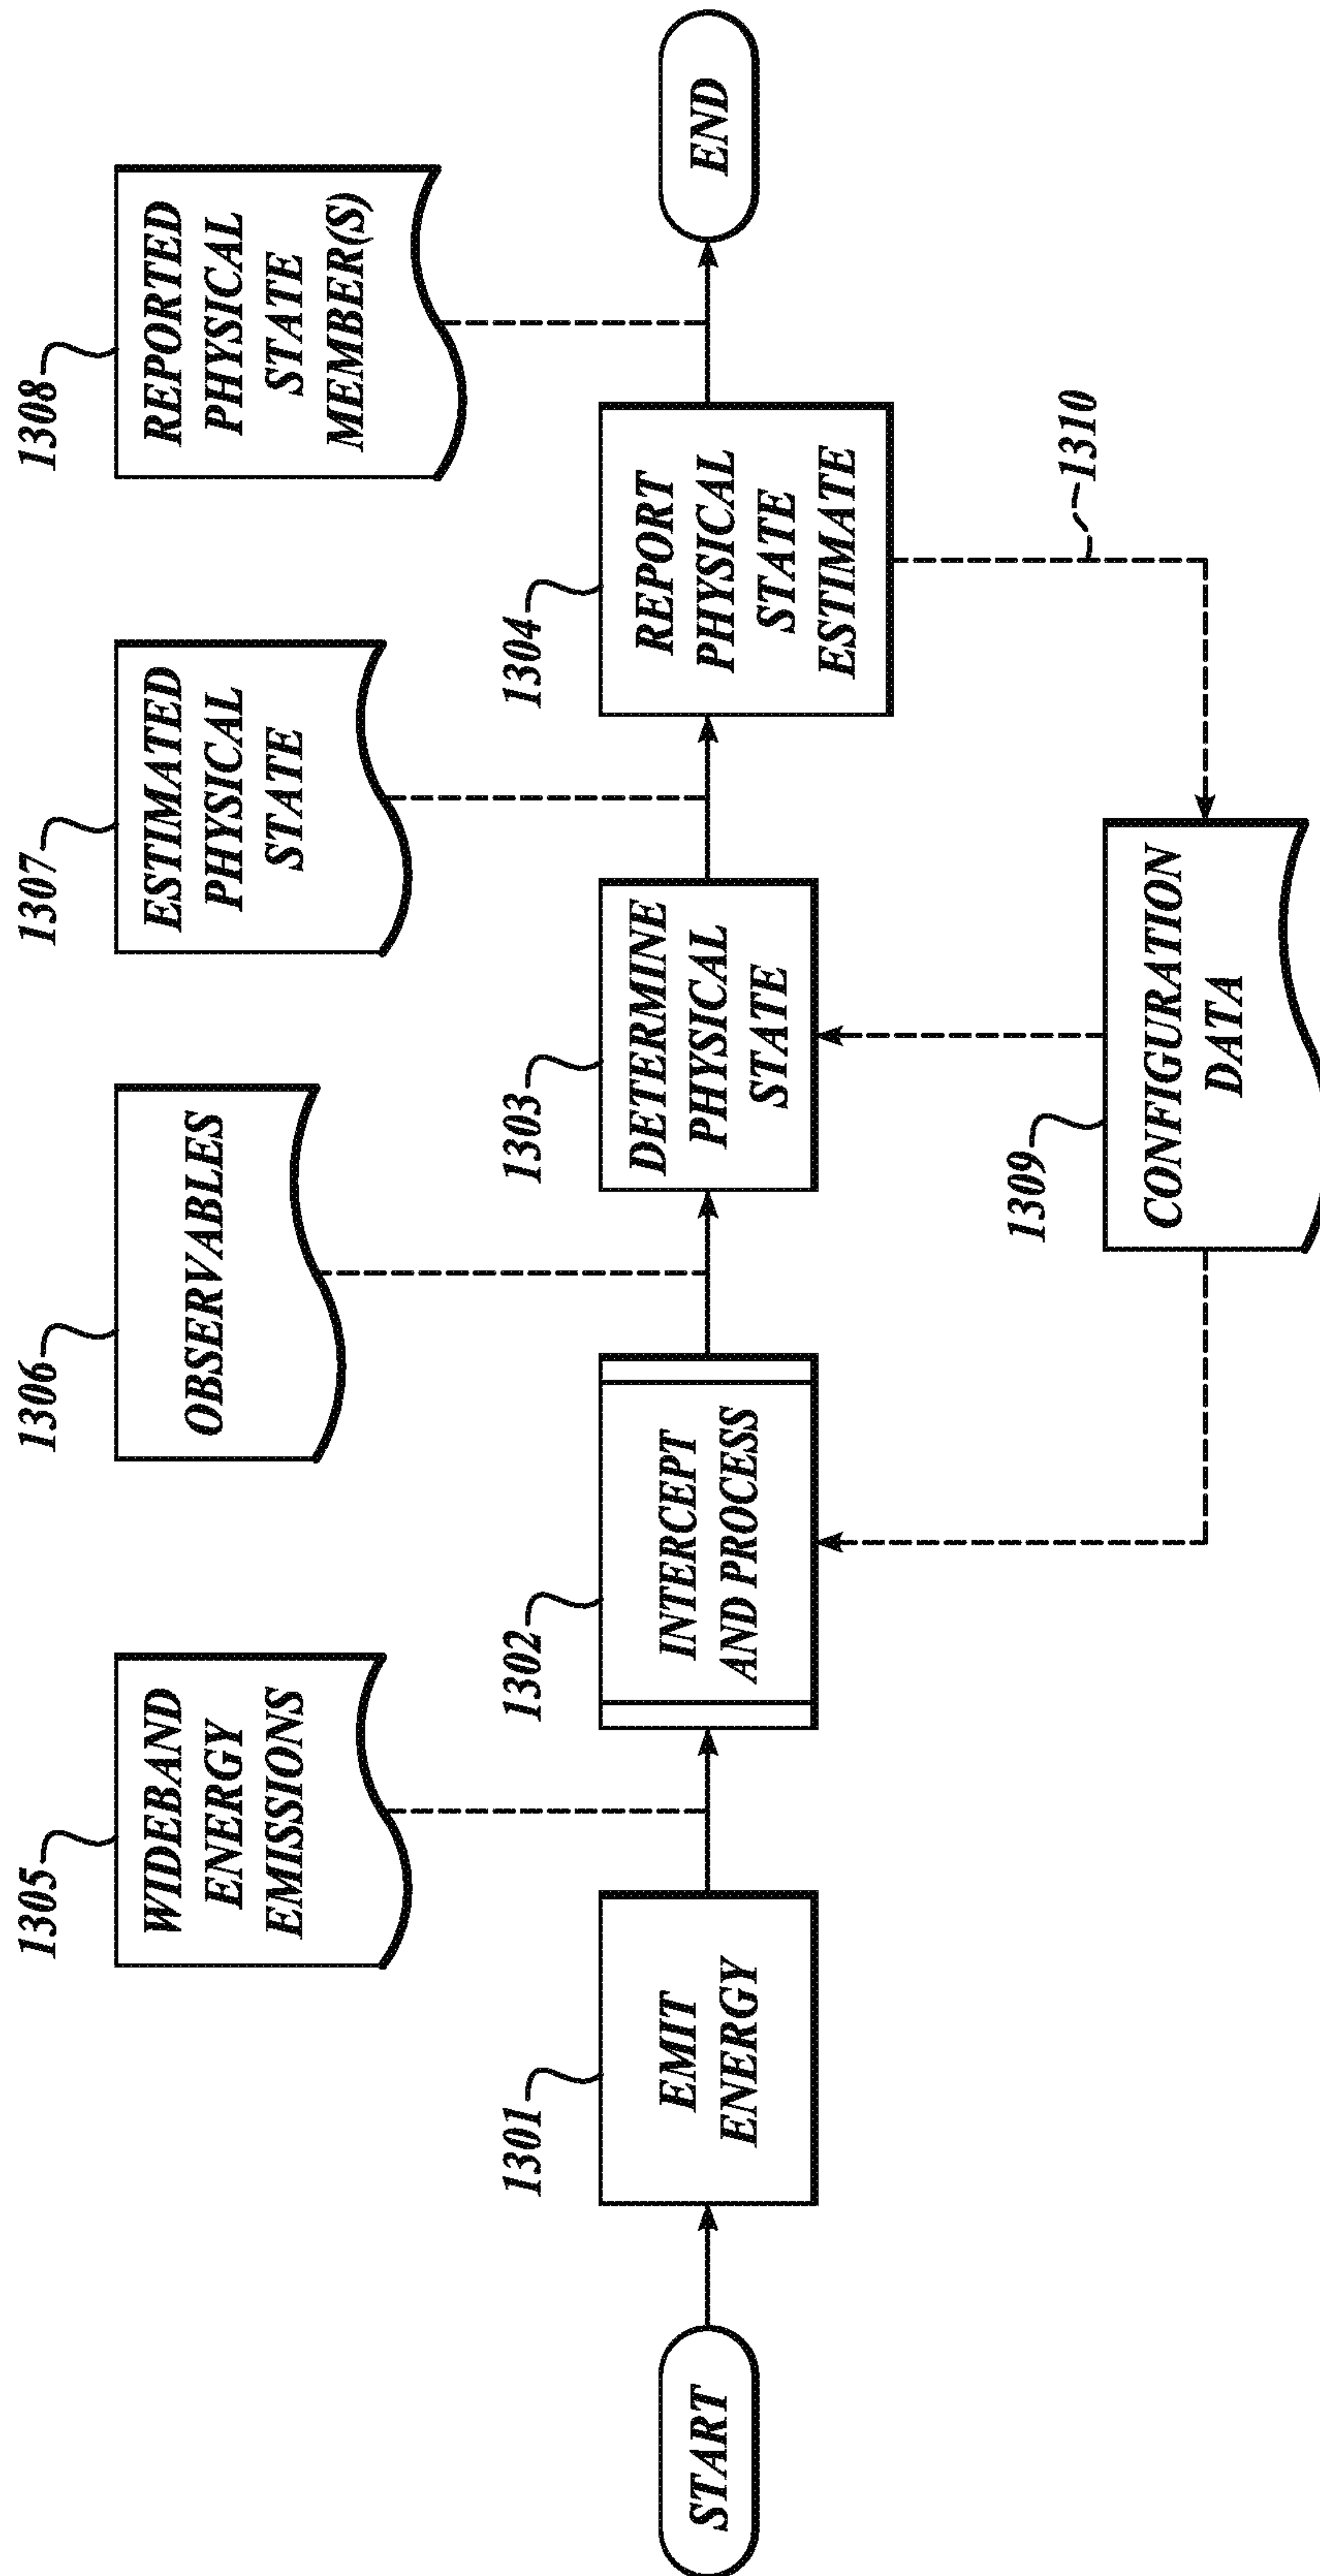 1305
WIDEBAND
ENERGY
EMISSIONS
1306
OBSERVABLES
1307
ESTIMATED
PHYSICAL
STATE
1308
REPORTED
PHYSICAL
STATE
MEMBER(S)
START
1301
EMIT
ENERGY
1302
INTERCEPT
AND PROCESS
1303
DETERMINE
PHYSICAL
STATE
1304
REPORT
PHYSICAL
STATE
ESTIMATE
END
1309
CONFIGURATION
DATA
1310